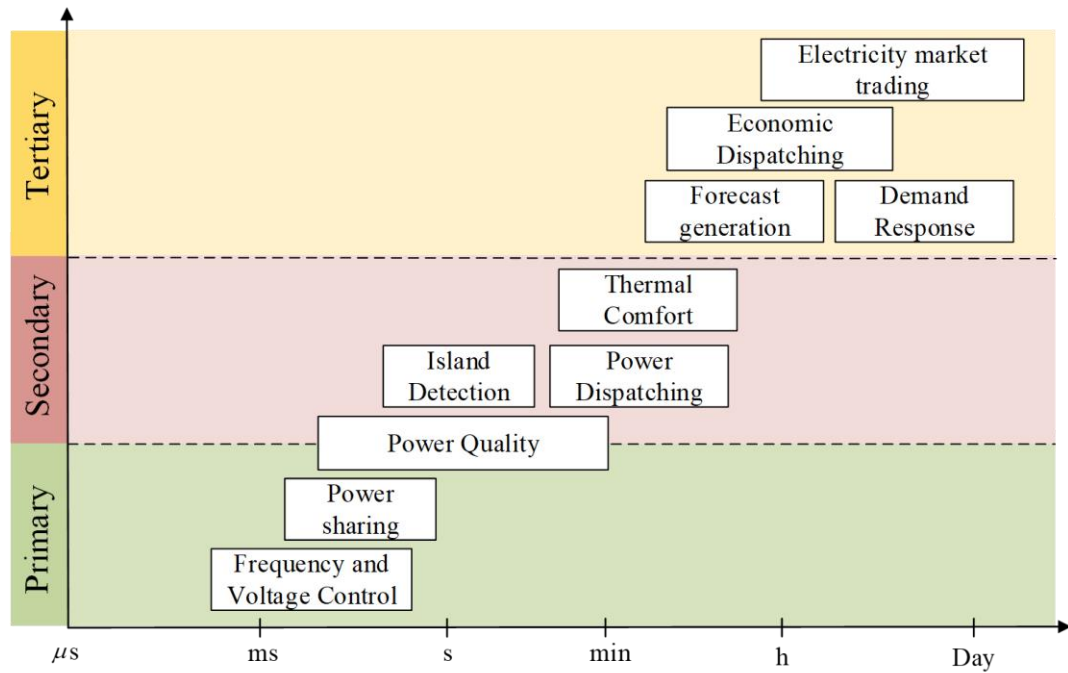 Tertiary
Electricity market
trading
Economic
Dispatching
Forecast
generation
Demand
Response
Secondary
Thermal
Comfort
Island
Detection
Power
Dispatching
Power Quality
Primary
Power
sharing
Frequency and
Voltage Control
μs
ms
s
min
h
Day